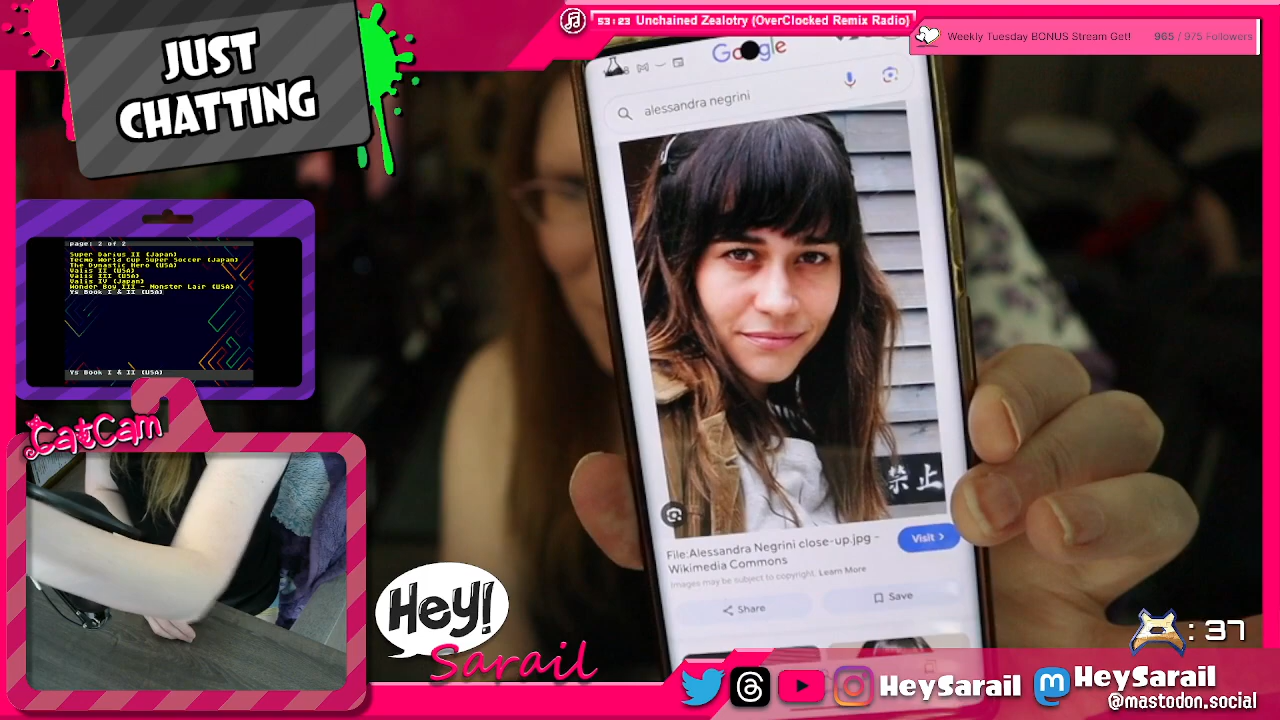 JUST
CHATTING
53:23 Unchained Zealotry (OverClocked Remix Radio)
Weekly Tuesday BONUS Stream Get! 965 / 975 Followers
Google
alessandra negrini
page: 2 of 2
Super Darius II (Japan)
Tecmo World Cup Super Soccer (Japan)
The Dynastic Hero (USA)
Valis II (USA)
Valis III (USA)
Valis IV (Japan)
Wonder Boy III - Monster Lair (USA)
Ys Book I & II (USA)
Ys Book I & II (USA)
CatCam
禁止
File:Alessandra Negrini close-up.jpg -
Wikimedia Commons
Visit >
Images may be subject to copyright. Learn More
Share
Save
Hey!
Sarail
: 37
HeySarail
HeySarail
@mastodon.social